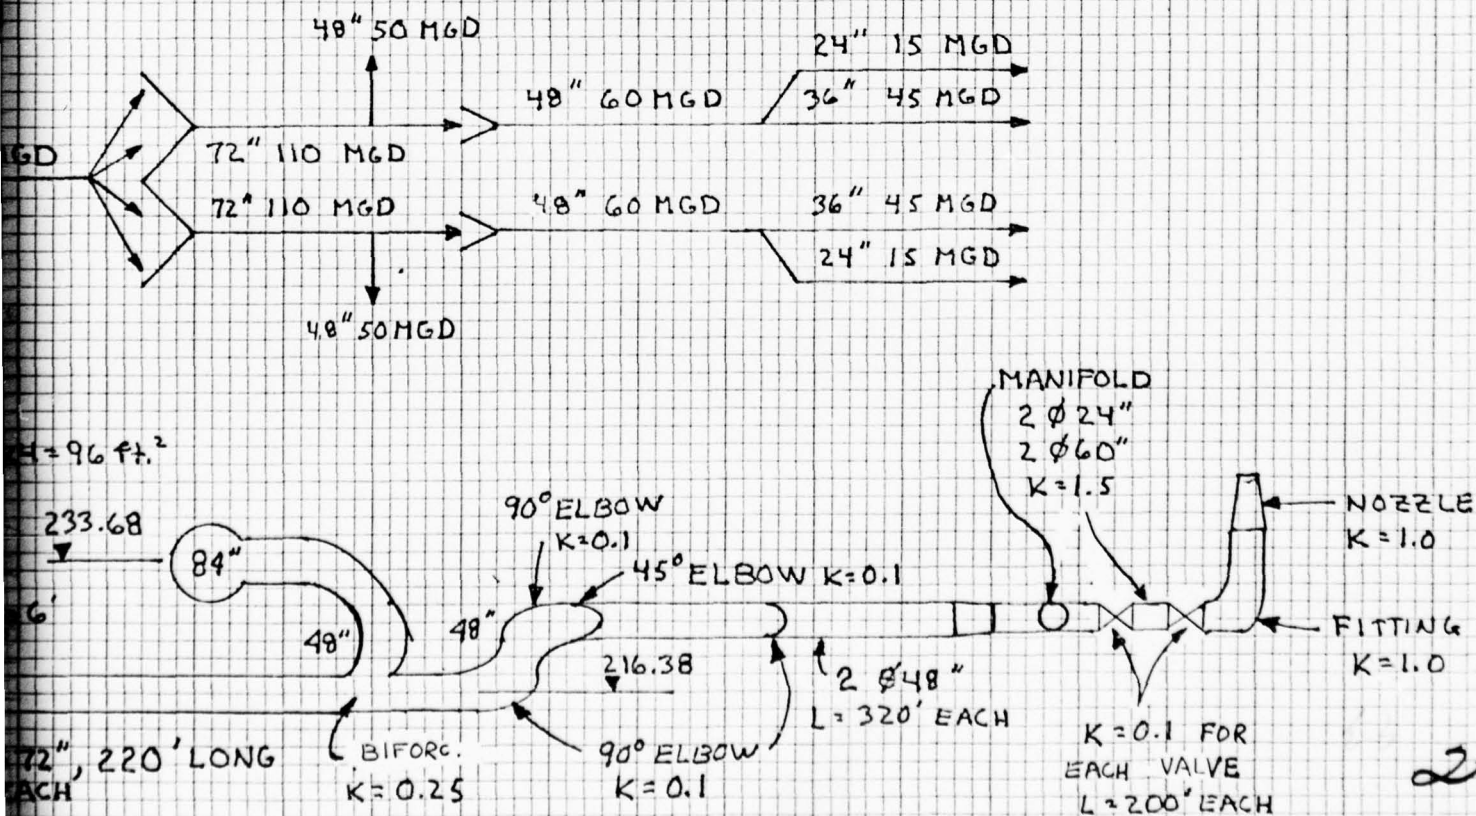 48" 50 MGD
24" 15 MGD
48" 60 MGD
36" 45 MGD
GD
72" 110 MGD
72" 110 MGD
48" 60 MGD
36" 45 MGD
24" 15 MGD
48" 50 MGD
MANIFOLD
2 φ 24"
2 φ 60"
K=1.5
= 96 ft.²
233.68
84"
90° ELBOW
K=0.1
45° ELBOW K=0.1
NOZZLE
K=1.0
6'
48"
48"
216.38
FITTING
K=1.0
2 φ 48"
L=320' EACH
72", 220' LONG
ACH
BIFORC.
K=0.25
90° ELBOW
K=0.1
K=0.1 FOR
EACH VALVE
L=200' EACH
2